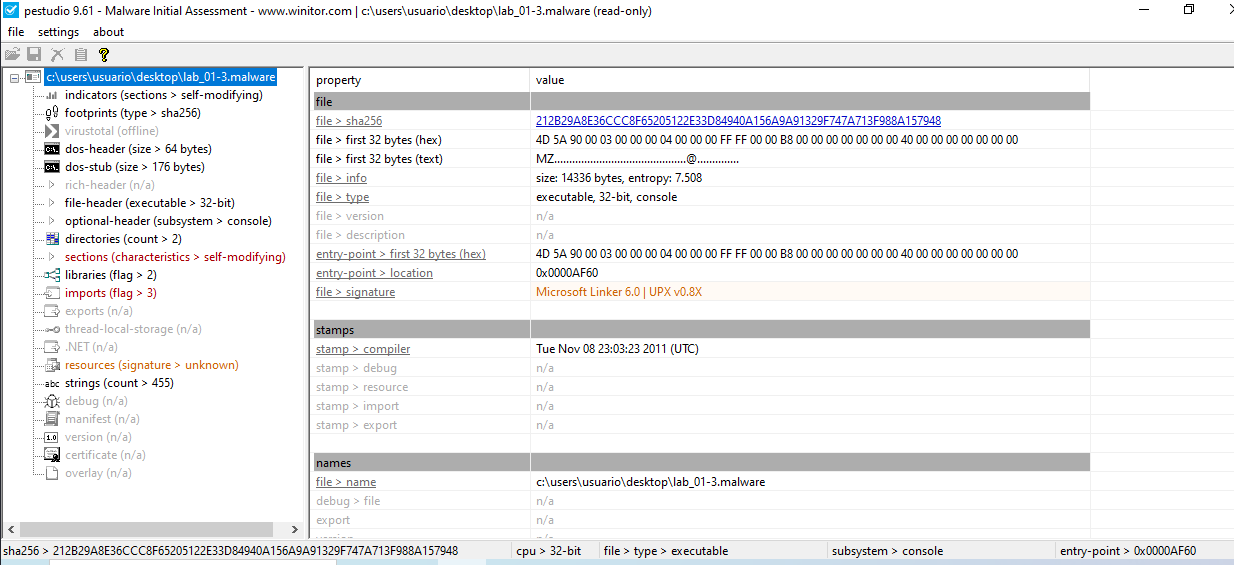 pestudio 9.61 - Malware Initial Assessment - www.winitor.com | c:\users\usuario\desktop\lab_01-3.malware (read-only)
file settings about
c:\users\usuario\desktop\lab_01-3.malware
indicators (sections > self-modifying)
footprints (type > sha256)
virustotal (offline)
dos-header (size > 64 bytes)
dos-stub (size > 176 bytes)
rich-header (n/a)
file-header (executable > 32-bit)
optional-header (subsystem > console)
directories (count > 2)
sections (characteristics > self-modifying)
libraries (flag > 2)
imports (flag > 3)
exports (n/a)
thread-local-storage (n/a)
.NET (n/a)
resources (signature > unknown)
abc strings (count > 455)
debug (n/a)
manifest (n/a)
1.0 version (n/a)
certificate (n/a)
overlay (n/a)
property value
file
file > sha256 212B29A8E36CCC8F65205122E33D84940A156A9A91329F747A713F988A157948
file > first 32 bytes (hex) 4D 5A 90 00 03 00 00 00 04 00 00 00 FF FF 00 00 B8 00 00 00 00 00 00 00 40 00 00 00 00 00 00 00
file > first 32 bytes (text) MZ............................................@..............
file > info size: 14336 bytes, entropy: 7.508
file > type executable, 32-bit, console
file > version n/a
file > description n/a
entry-point > first 32 bytes (hex) 4D 5A 90 00 03 00 00 00 04 00 00 00 FF FF 00 00 B8 00 00 00 00 00 00 00 40 00 00 00 00 00 00 00
entry-point > location 0x0000AF60
file > signature Microsoft Linker 6.0 | UPX v0.8X
stamps
stamp > compiler Tue Nov 08 23:03:23 2011 (UTC)
stamp > debug n/a
stamp > resource n/a
stamp > import n/a
stamp > export n/a
names
file > name c:\users\usuario\desktop\lab_01-3.malware
debug > file n/a
export n/a
sha256 > 212B29A8E36CCC8F65205122E33D84940A156A9A91329F747A713F988A157948 cpu > 32-bit file > type > executable subsystem > console entry-point > 0x0000AF60